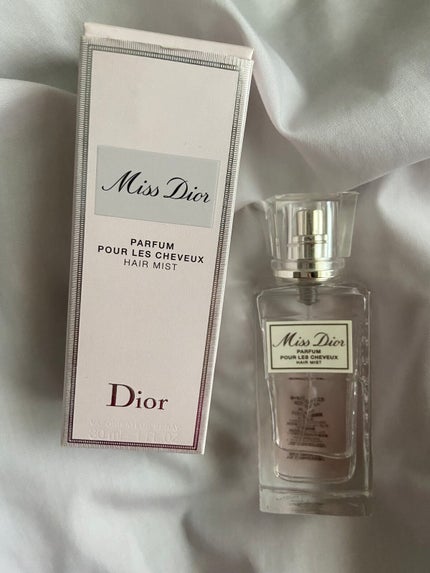 Miss Dior
PARFUM
POUR LES CHEVEUX
HAIR MIST
Dior
Miss Dior
PARFUM
POUR LES CHEVEUX
HAIR MIST